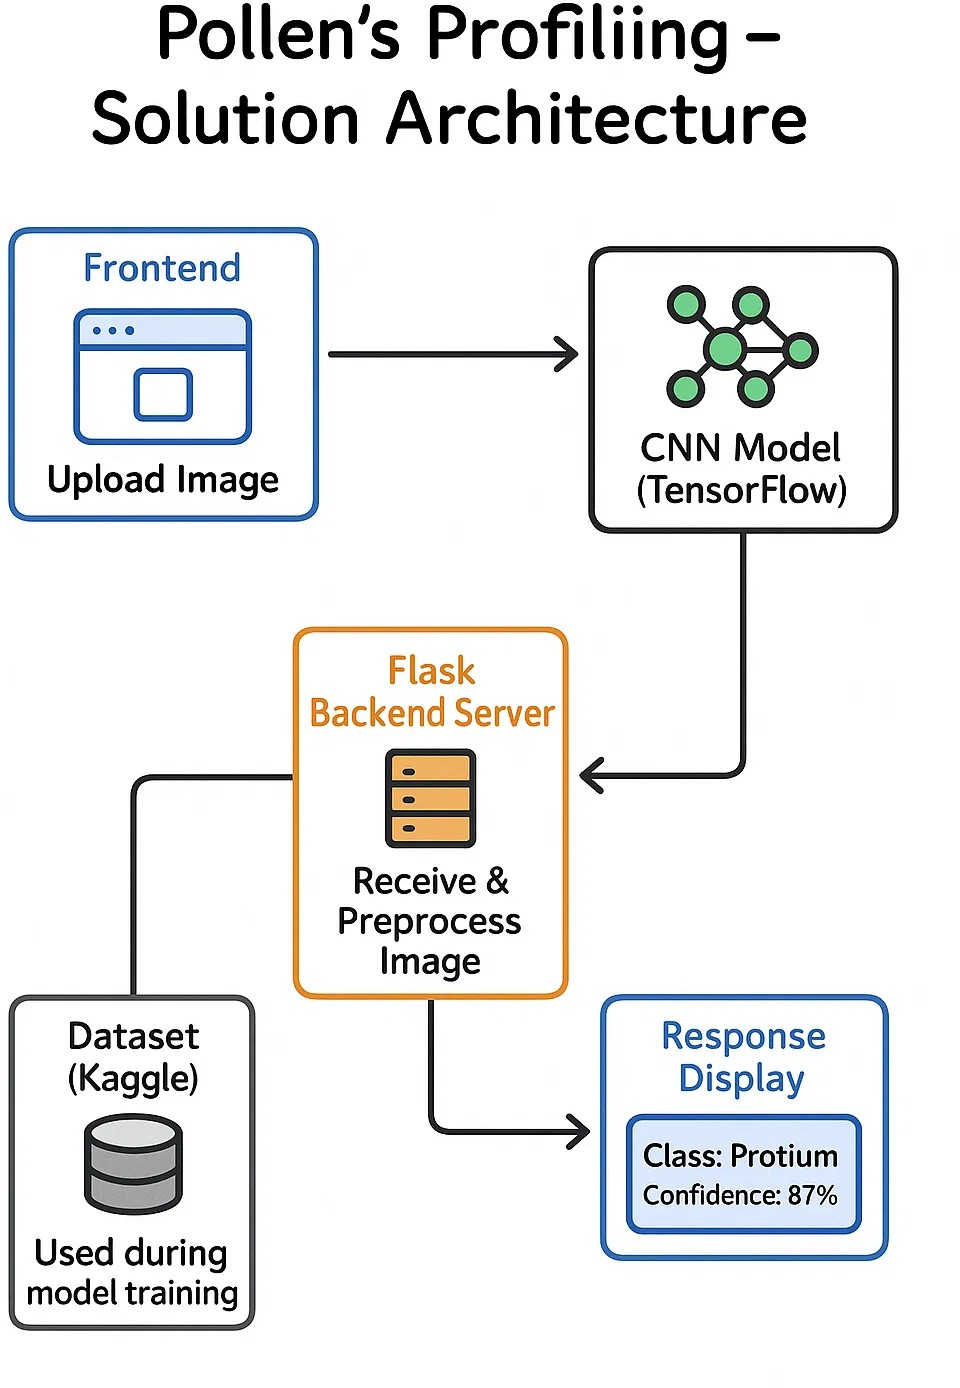 Pollen's Profiliing –
Solution Architecture
Frontend
Upload Image
CNN Model
(TensorFlow)
Flask
Backend Server
Receive &
Preprocess
Image
Dataset
(Kaggle)
Used during
model training
Response
Display
Class: Protium
Confidence: 87%